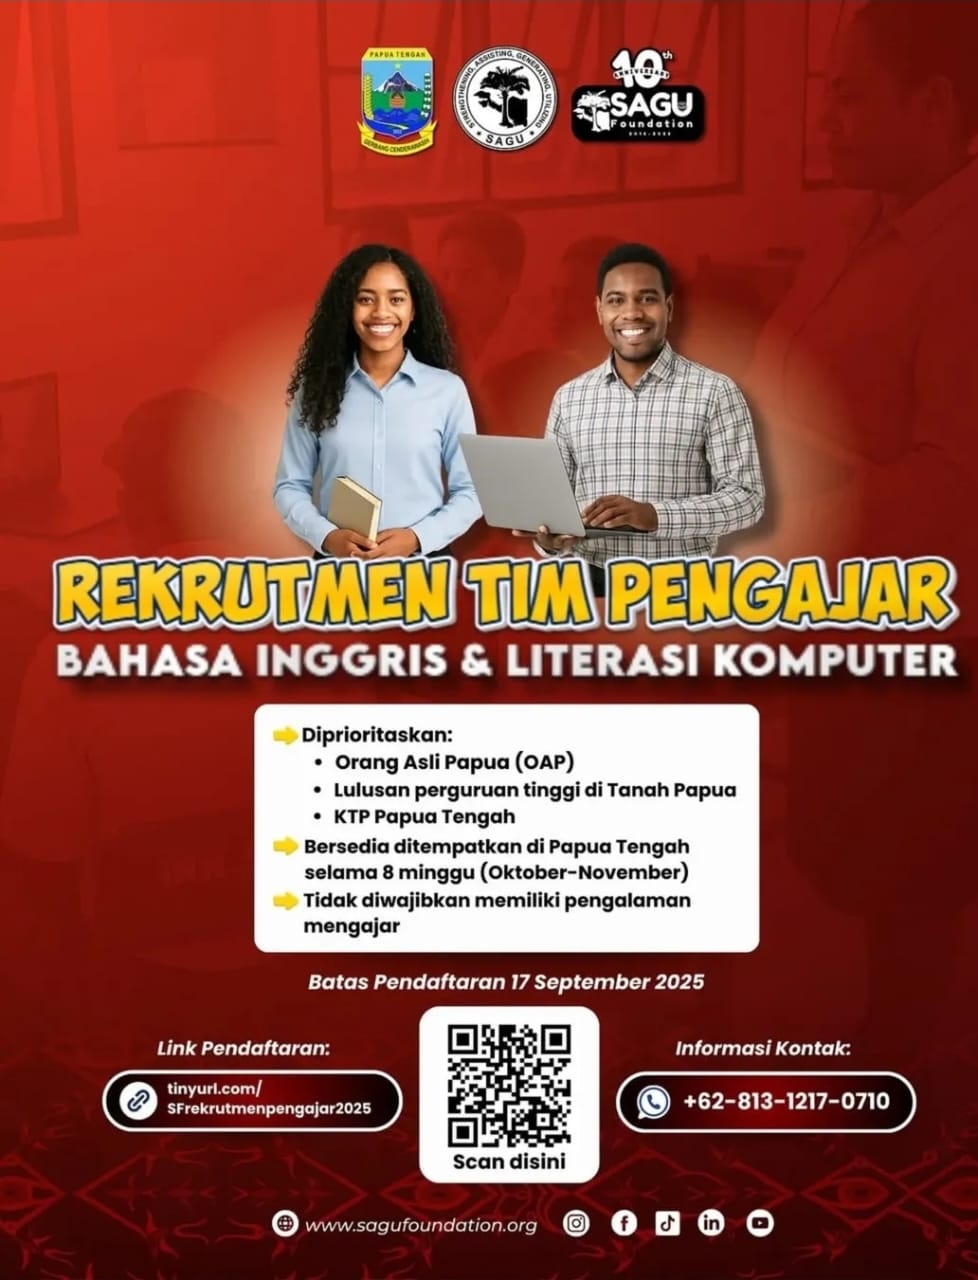 PAPUA TENGAH
GERBANG CENDERAWASIH
STRENGTHENING, ASSISTING, GENERATING, UTILIZING
SAGU
10th
ANNIVERSARY
SAGU
Foundation
REKRUTMEN TIM PENGAJAR
BAHASA INGGRIS & LITERASI KOMPUTER
Diprioritaskan:
• Orang Asli Papua (OAP)
• Lulusan perguruan tinggi di Tanah Papua
• KTP Papua Tengah
Bersedia ditempatkan di Papua Tengah
selama 8 minggu (Oktober-November)
Tidak diwajibkan memiliki pengalaman
mengajar
Batas Pendaftaran 17 September 2025
Link Pendaftaran:
tinyurl.com/
SFrekrutmenpengajar2025
Scan disini
Informasi Kontak:
+62-813-1217-0710
www.sagufoundation.org